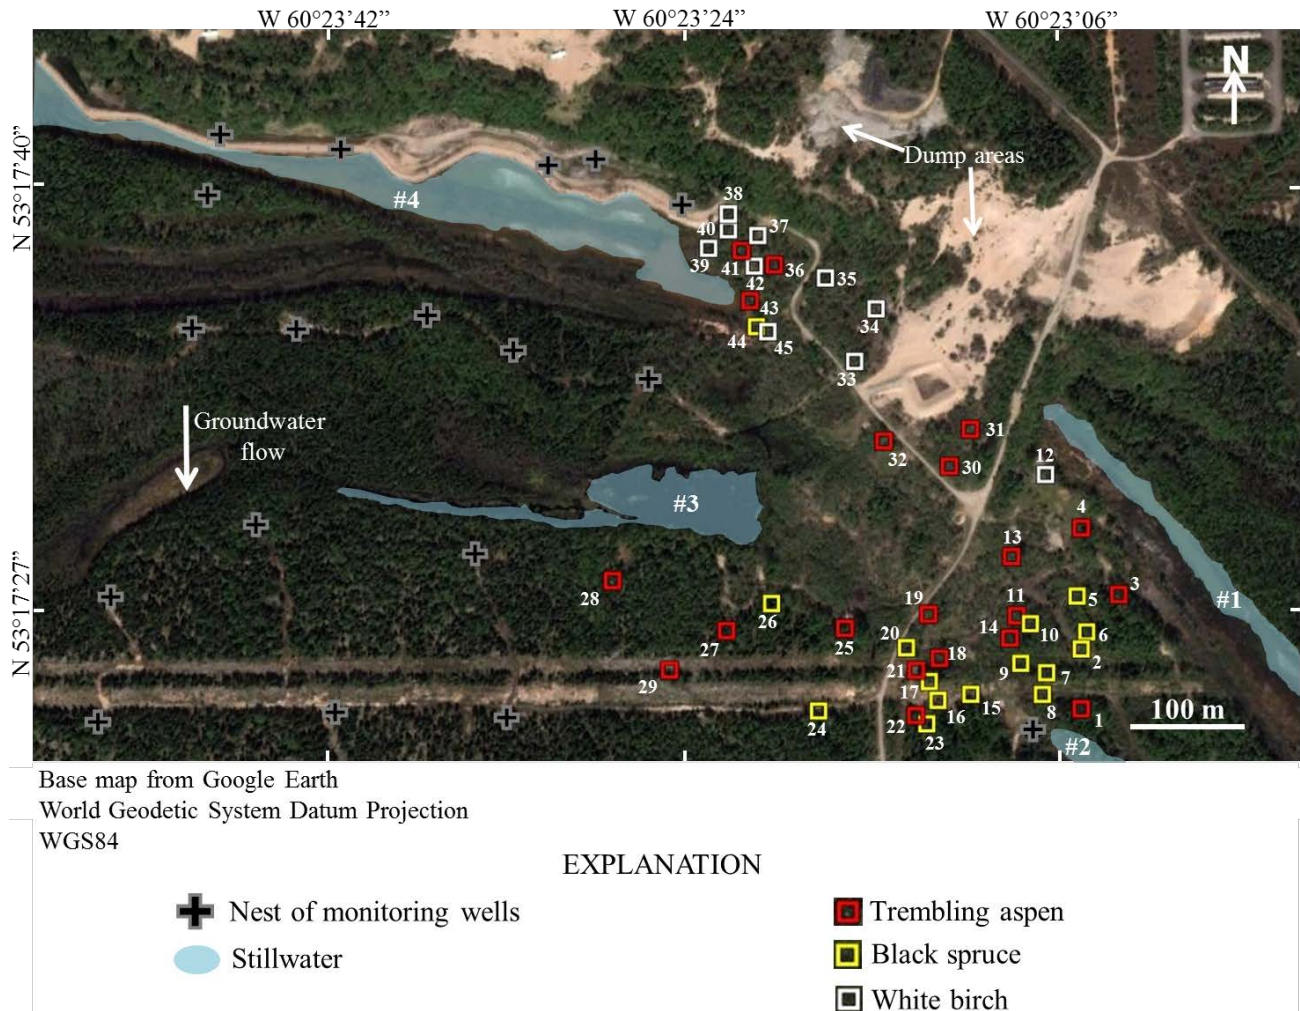 W 60°23'42” W 60°23'24” W 60°23'06”
N
N 53°17'40”
Dump areas
#4
38
40 37
39 41 36
42 35
43 34
44 45
33
Groundwater
flow
31
32 30
12
#3
4
13
N 53°17'27”
28 26 19 11 5 3 #1
27 25 20 14 10 6
18 2
29 21 9 7
17
24 22 16 15 8 1 100 m
23 #2
Base map from Google Earth
World Geodetic System Datum Projection
WGS84
EXPLANATION
Nest of monitoring wells
Stillwater
Trembling aspen
Black spruce
White birch